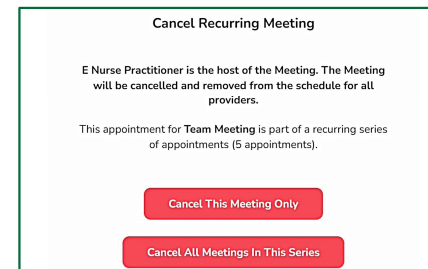 Cancel Recurring Meeting
E Nurse Practitioner is the host of the Meeting. The Meeting
will be cancelled and removed from the schedule for all
providers.
This appointment for Team Meeting is part of a recurring series
of appointments (5 appointments).
Cancel This Meeting Only
Cancel All Meetings In This Series